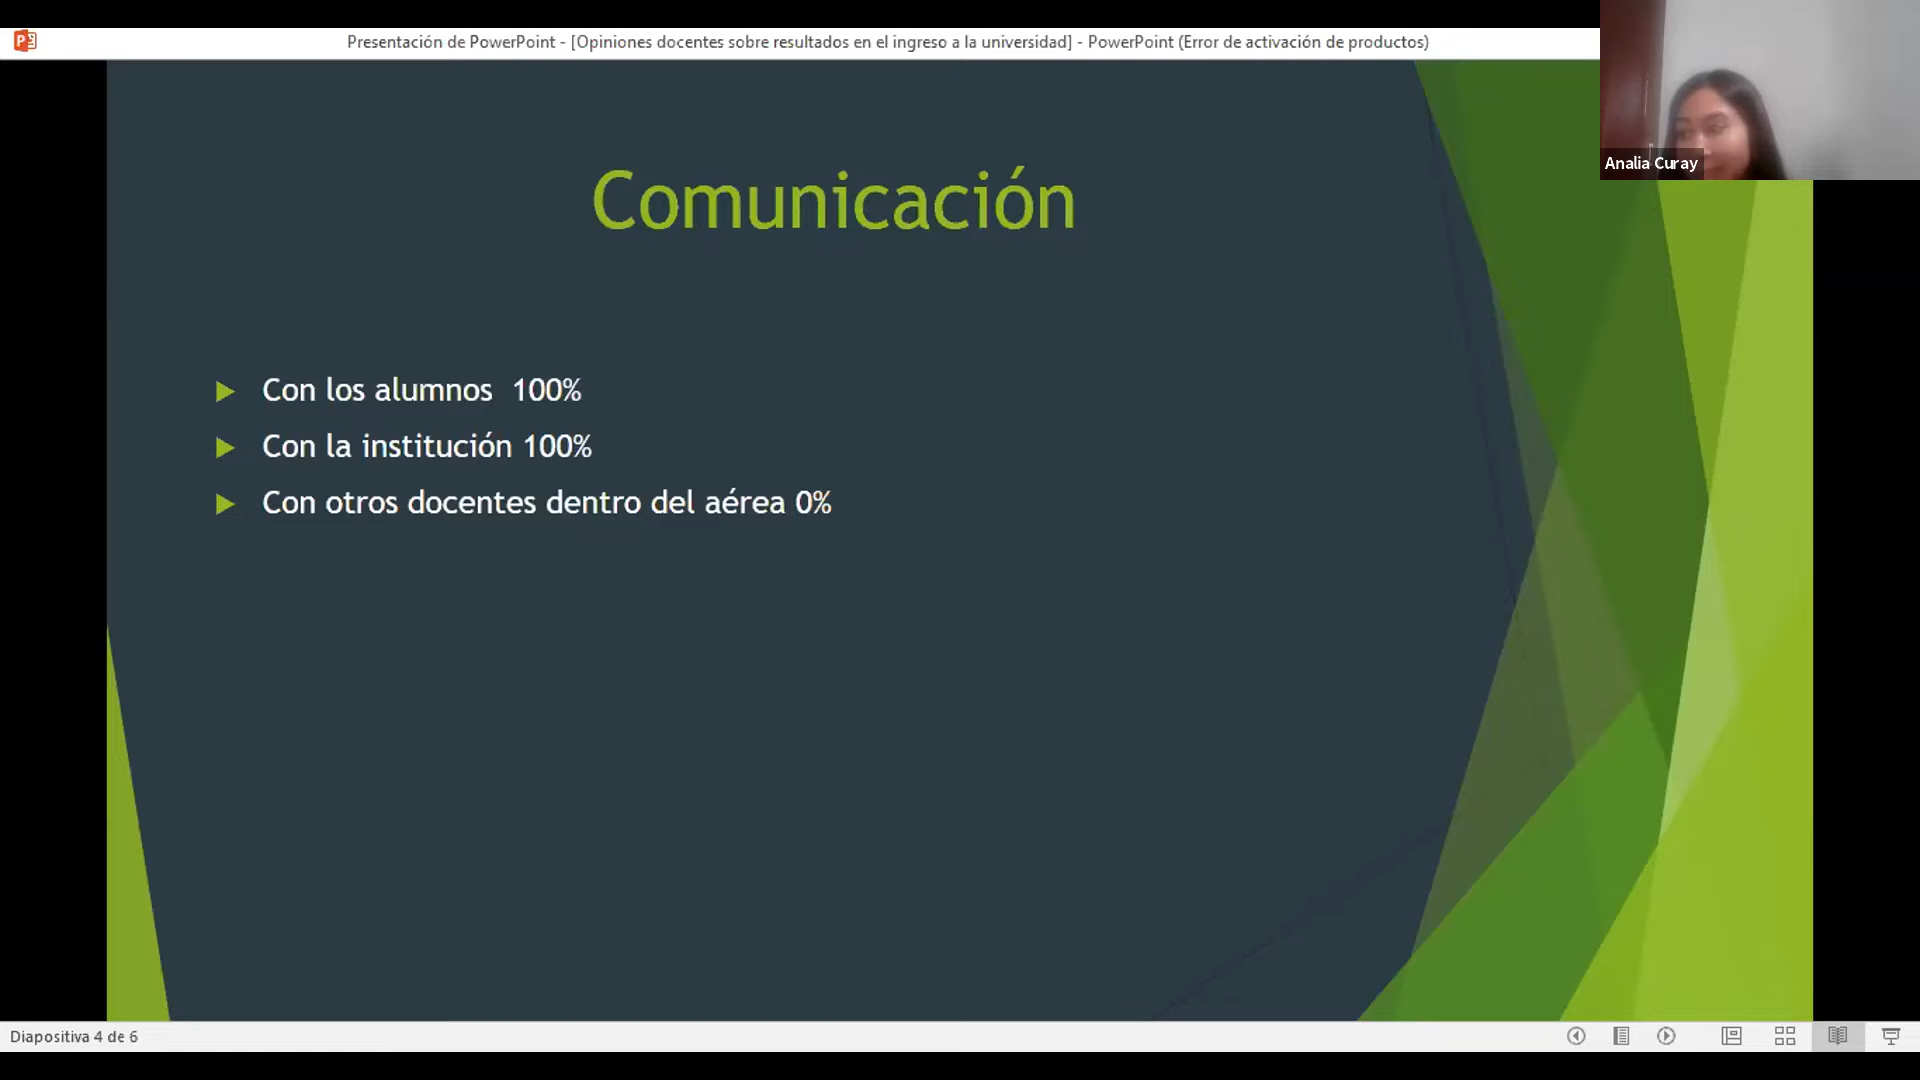 Presentación de PowerPoint - [Opiniones docentes sobre resultados en el ingreso a la universidad] - PowerPoint (Error de activación de productos)
Analia Curay
Comunicación
Con los alumnos  100%
Con la institución 100%
Con otros docentes dentro del aérea 0%
Diapositiva 4 de 6